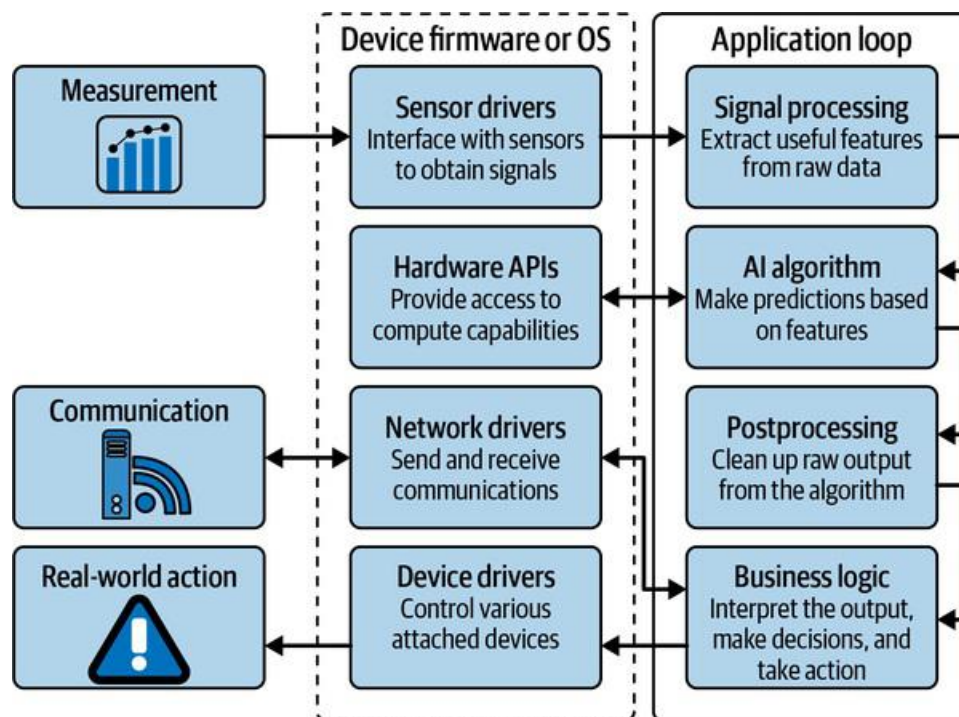 Device firmware or OS
Application loop
Measurement
Sensor drivers
Interface with sensors
to obtain signals
Signal processing
Extract useful features
from raw data
Hardware APIs
Provide access to
compute capabilities
AI algorithm
Make predictions based
on features
Communication
Network drivers
Send and receive
communications
Postprocessing
Clean up raw output
from the algorithm
Real-world action
Device drivers
Control various
attached devices
Business logic
Interpret the output,
make decisions, and
take action